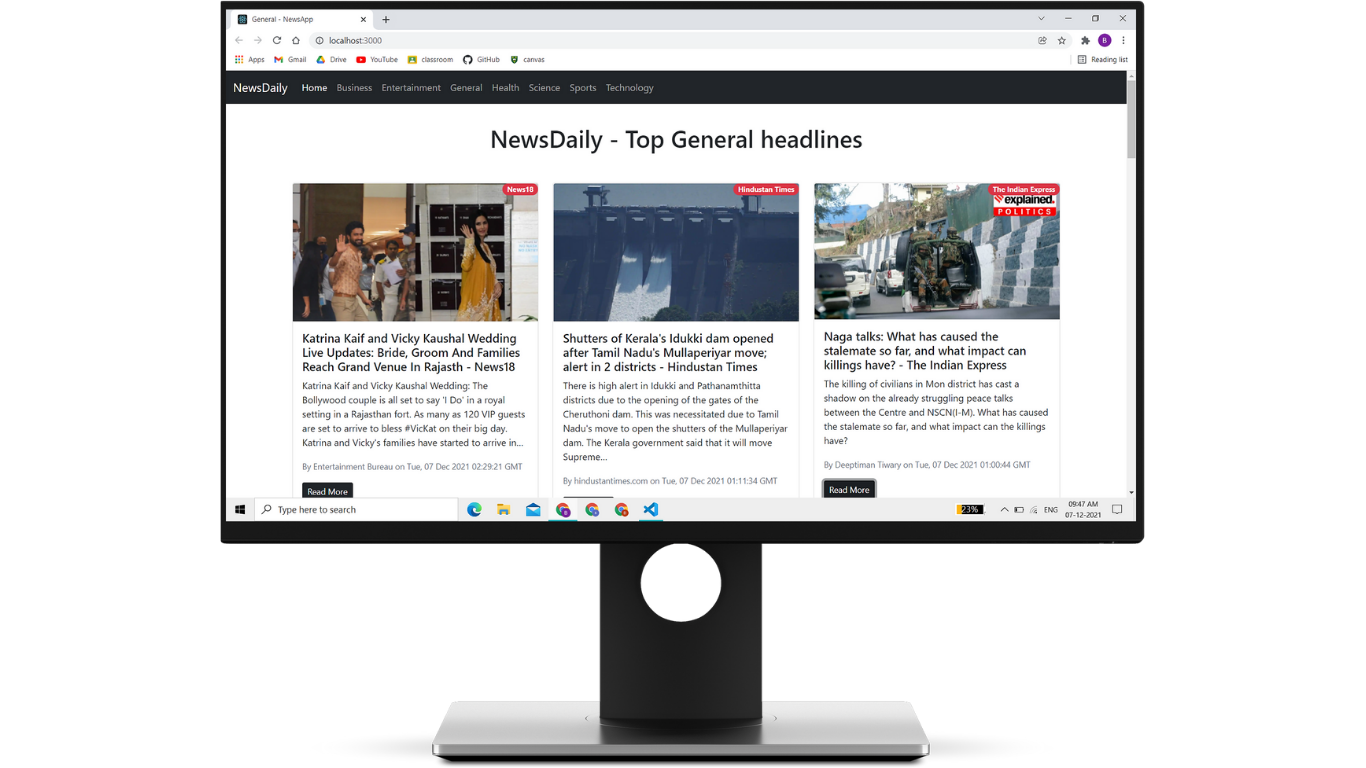 General - NewsApp
localhost:3000
B
Apps Gmail Drive YouTube classroom GitHub canvas Reading list
NewsDaily Home Business Entertainment General Health Science Sports Technology
NewsDaily - Top General headlines
News18
Katrina Kaif and Vicky Kaushal Wedding
Live Updates: Bride, Groom And Families
Reach Grand Venue In Rajasth - News18
Katrina Kaif and Vicky Kaushal Wedding: The
Bollywood couple is all set to say 'I Do' in a royal
setting in a Rajasthan fort. As many as 120 VIP guests
are set to arrive to bless #VicKat on their big day.
Katrina and Vicky's families have started to arrive in...
By Entertainment Bureau on Tue, 07 Dec 2021 02:29:21 GMT
Read More
Hindustan Times
Shutters of Kerala's Idukki dam opened
after Tamil Nadu's Mullaperiyar move;
alert in 2 districts - Hindustan Times
There is high alert in Idukki and Pathanamthitta
districts due to the opening of the gates of the
Cheruthoni dam. This was necessitated due to Tamil
Nadu's move to open the shutters of the Mullaperiyar
dam. The Kerala government said that it will move
Supreme...
By hindustantimes.com on Tue, 07 Dec 2021 01:11:34 GMT
The Indian Express
explained.
POLITICS
Naga talks: What has caused the
stalemate so far, and what impact can
killings have? - The Indian Express
The killing of civilians in Mon district has cast a
shadow on the already struggling peace talks
between the Centre and NSCN(I-M). What has caused
the stalemate so far, and what impact can the killings
have?
By Deeptiman Tiwary on Tue, 07 Dec 2021 01:00:44 GMT
Read More
Type here to search
23%
ENG
09:47 AM
07-12-2021